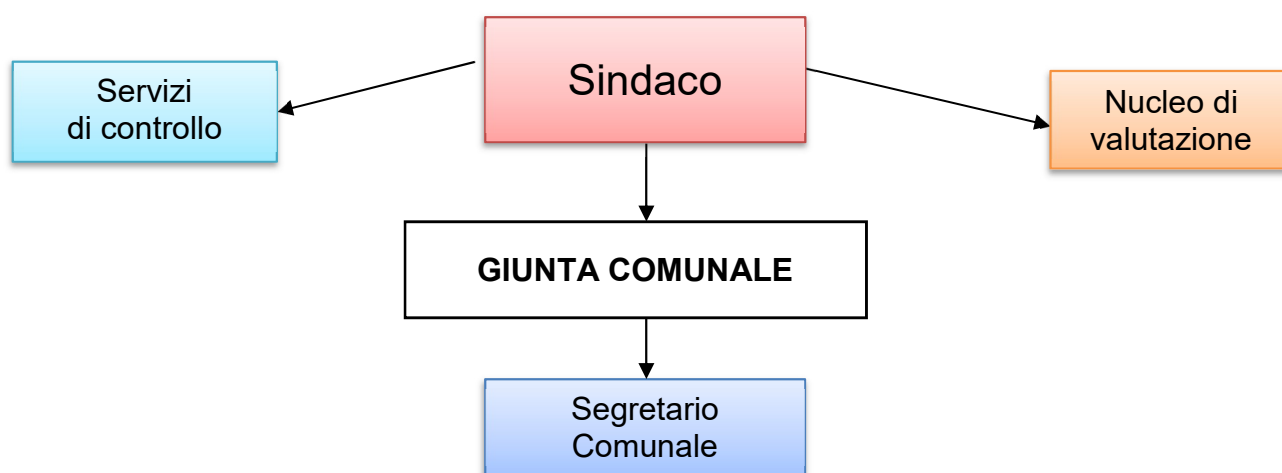 Sindaco
Servizi
di controllo
Nucleo di
valutazione
GIUNTA COMUNALE
Segretario
Comunale